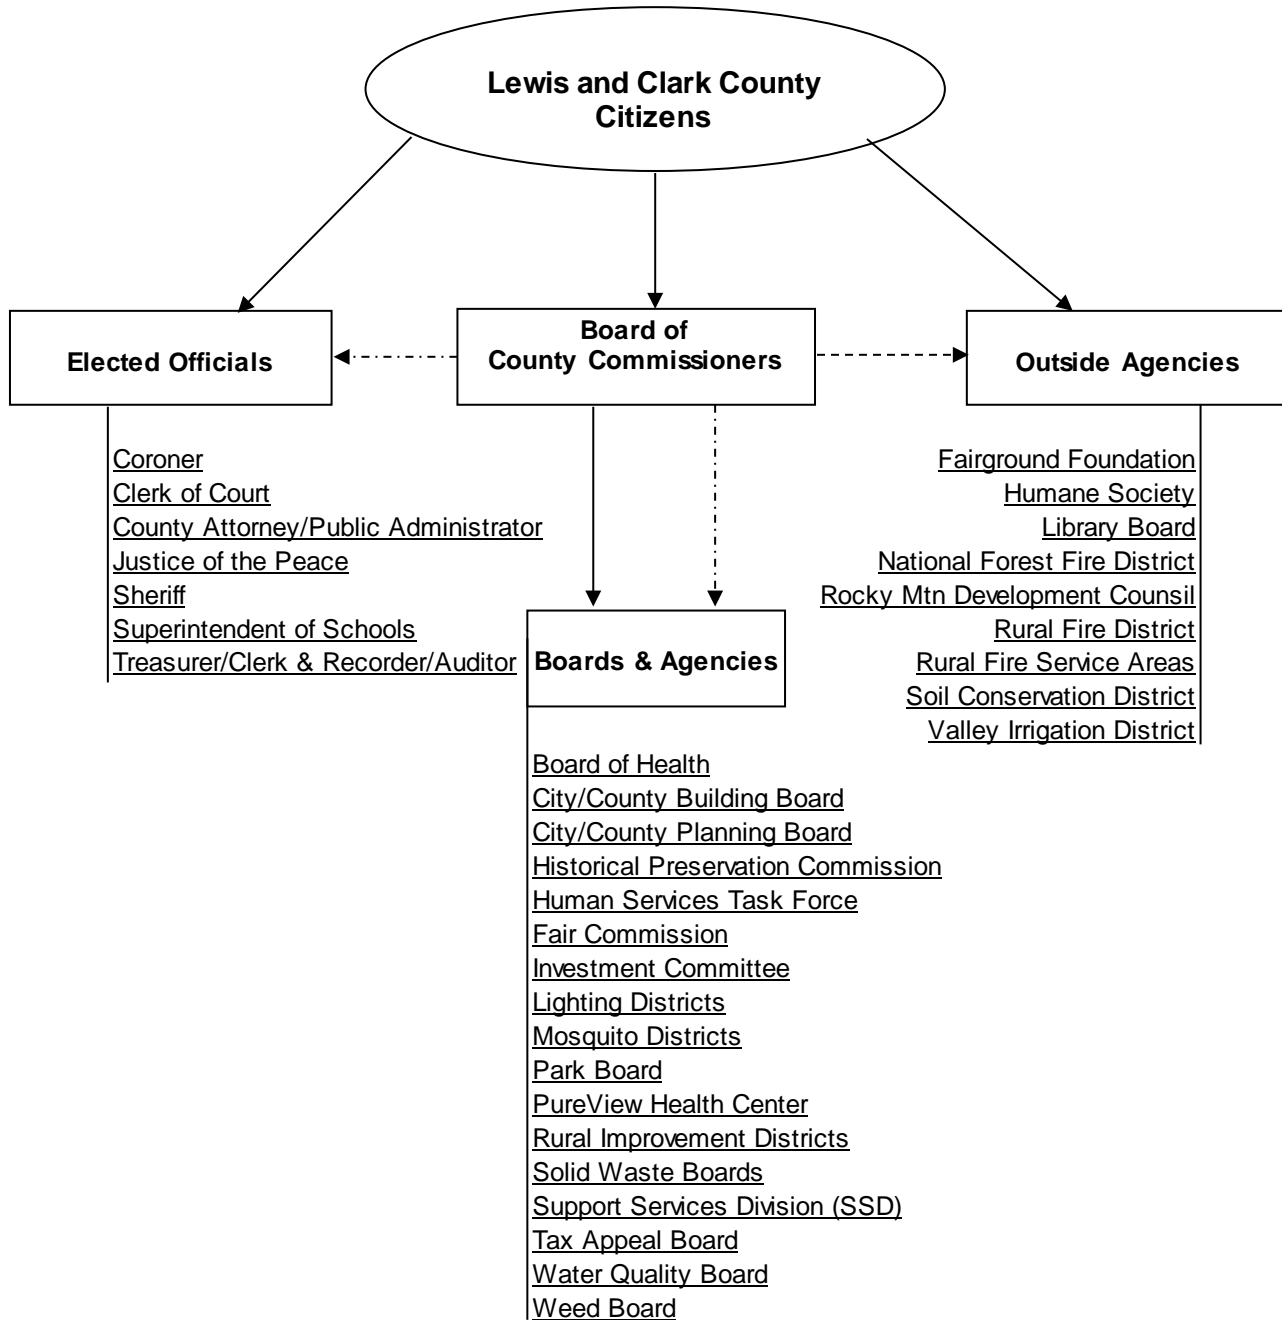 Lewis and Clark County
Citizens
Elected Officials
Board of
County Commissioners
Outside Agencies
Coroner
Clerk of Court
County Attorney/Public Administrator
Justice of the Peace
Sheriff
Superintendent of Schools
Treasurer/Clerk & Recorder/Auditor
Fairground Foundation
Humane Society
Library Board
National Forest Fire District
Rocky Mtn Development Counsil
Rural Fire District
Rural Fire Service Areas
Soil Conservation District
Valley Irrigation District
Boards & Agencies
Board of Health
City/County Building Board
City/County Planning Board
Historical Preservation Commission
Human Services Task Force
Fair Commission
Investment Committee
Lighting Districts
Mosquito Districts
Park Board
PureView Health Center
Rural Improvement Districts
Solid Waste Boards
Support Services Division (SSD)
Tax Appeal Board
Water Quality Board
Weed Board